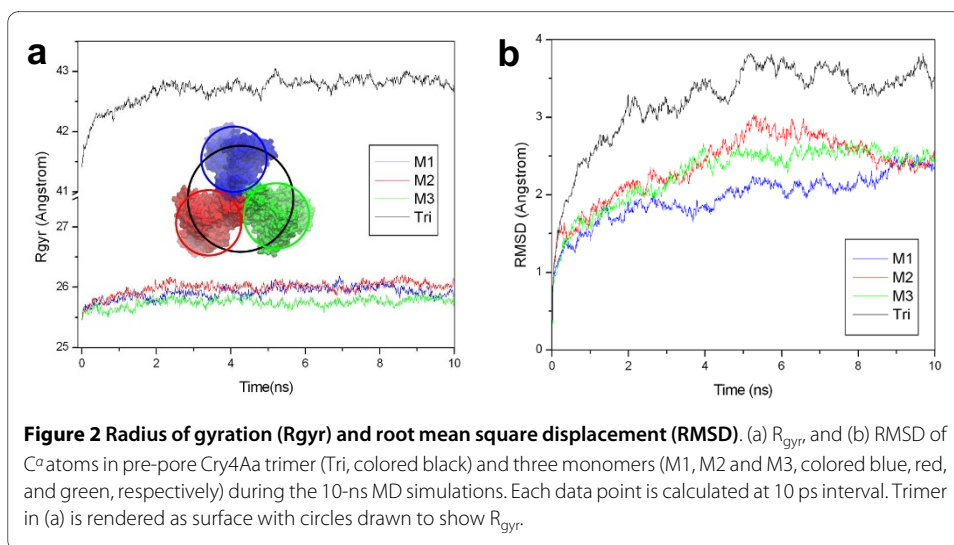 a
43
42
41
27
26
25
Rgyr (Angstrom)
M1
M2
M3
Tri
0
2
4
6
8
10
Time(ns)
b
4
3
2
1
0
RMSD (Angstrom)
M1
M2
M3
Tri
0
2
4
6
8
10
Time (ns)
Figure 2 Radius of gyration (Rgyr) and root mean square displacement (RMSD). (a) Rgyr, and (b) RMSD of
Cα atoms in pre-pore Cry4Aa trimer (Tri, colored black) and three monomers (M1, M2 and M3, colored blue, red,
and green, respectively) during the 10-ns MD simulations. Each data point is calculated at 10 ps interval. Trimer
in (a) is rendered as surface with circles drawn to show Rgyr.